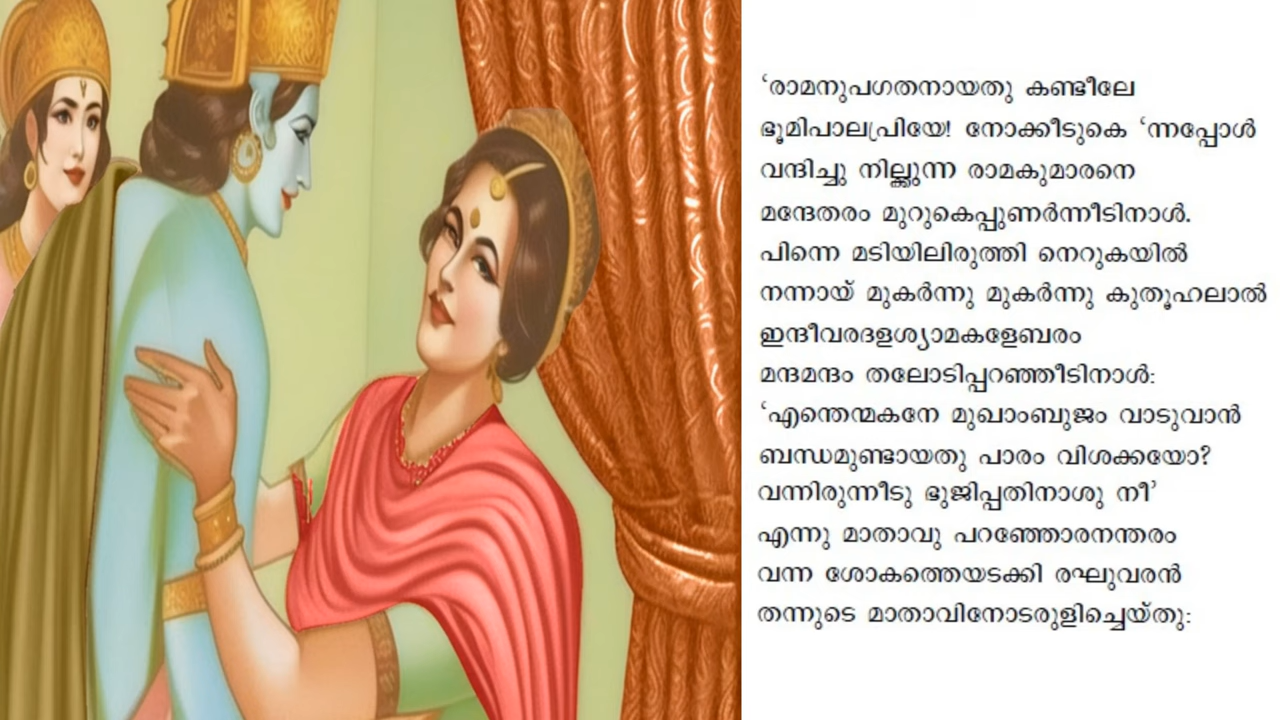 ‘രാമനുപഗതനായതു കണ്ടീലേ
ഭൂമിപാലപ്രിയേ! നോക്കീടുകെ ‘ന്നപ്പോൾ
വന്ദിച്ചു നില്ക്കുന്ന രാമകുമാരനെ
മന്ദേതരം മുറുകെപ്പുണർന്നീടിനാൾ.
പിന്നെ മടിയിലിരുത്തി നെറുകയിൽ
നന്നായ് മുകർന്നു മുകർന്നു കുതൂഹലാൽ
ഇന്ദീവരദളശ്യാമകളേബരം
മന്ദമന്ദം തലോടിപ്പറഞ്ഞീടിനാൾ:
‘എന്തെന്മകനേ മുഖാംബുജം വാടുവാൻ
ബന്ധമുണ്ടായതു പാരം വിശക്കയോ?
വന്നിരുന്നീടു ഭുജിപ്പതിനാശു നീ’
എന്നു മാതാവു പറഞ്ഞോരനന്തരം
വന്ന ശോകത്തെയടക്കി രഘുവരൻ
തന്നുടെ മാതാവിനോടരുളിച്ചെയ്തു: